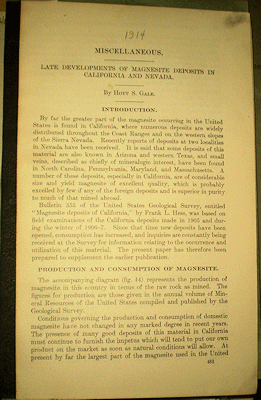 1914
MISCELLANEOUS,
LATE DEVELOPMENTS OF MAGNESITE DEPOSITS IN
CALIFORNIA AND NEVADA.
By Hoyt S. Gale.
INTRODUCTION.
By far the greater part of the magnesite occurring in the United
States is found in California, where numerous deposits are widely
distributed throughout the Coast Ranges and on the western slopes
of the Sierra Nevada. Recently reports of deposits at two localities
in Nevada have been received. It is said that some deposits of this
material are also known in Arizona and western Texas, and small
veins, described as chiefly of mineralogic interest, have been found
in North Carolina, Pennsylvania, Maryland, and Massachusetts. A
number of these deposits, especially in California, are of considerable
size and yield magnesite of excellent quality, which is probably
excelled by few if any of the foreign deposits and is superior in purity
to much of that mined abroad.
Bulletin 355 of the United States Geological Survey, entitled
"Magnesite deposits of California," by Frank L. Hess, was based on
field examinations of the California deposits made in 1905 and dur-
ing the winter of 1906-7. Since that time new deposits have been
opened, consumption has increased, and inquiries are constantly being
received at the Survey for information relating to the occurrence and
utilization of this material. The present paper has therefore been
prepared to supplement the earlier publication.
PRODUCTION AND CONSUMPTION OF MAGNESITE.
The accompanying diagram (fig. 44) represents the production of
magnesite in this country in terms of the raw rock as mined. The
figures for production are those given in the annual volume of Min-
eral Resources of the United States compiled and published by the
Geological Survey.
Conditions governing the production and consumption of domestic
magnesite have not changed in any marked degree in recent years.
The presence of many good deposits of this material in California
must continue to furnish the impetus which will tend to put our own
product on the market as soon as natural conditions will allow. At
present by far the largest part of the magnesite used in the United
483